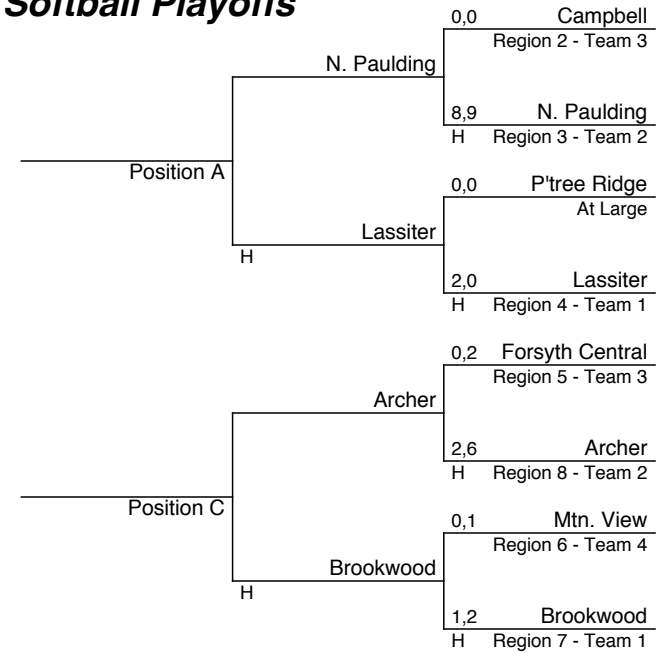 Softball Playoffs
0,0 Campbell
Region 2 - Team 3
N. Paulding
8,9 N. Paulding
H Region 3 - Team 2
Position A
0,0 P'tree Ridge
At Large
Lassiter
H
2,0 Lassiter
H Region 4 - Team 1
0,2 Forsyth Central
Region 5 - Team 3
Archer
2,6 Archer
H Region 8 - Team 2
Position C
0,1 Mtn. View
Region 6 - Team 4
Brookwood
H
1,2 Brookwood
H Region 7 - Team 1